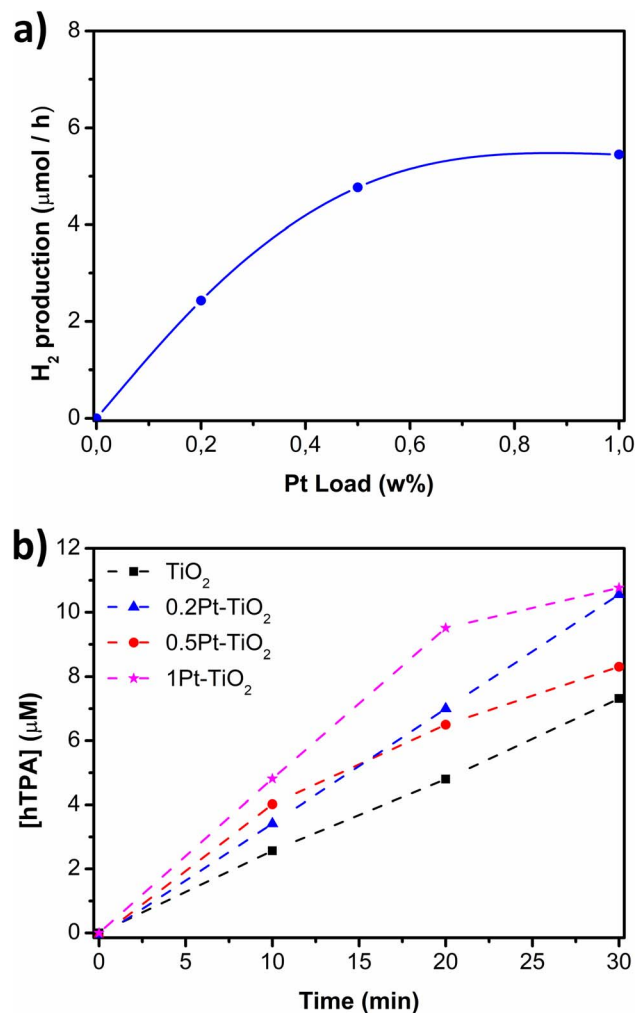 a)
8
6
4
2
0
H₂ production (μmol / h)
0,0 0,2 0,4 0,6 0,8 1,0
Pt Load (w%)
b)
12
10
8
6
4
2
0
[hTPA] (μM)
TiO₂
0.2Pt-TiO₂
0.5Pt-TiO₂
1Pt-TiO₂
0 5 10 15 20 25 30
Time (min)